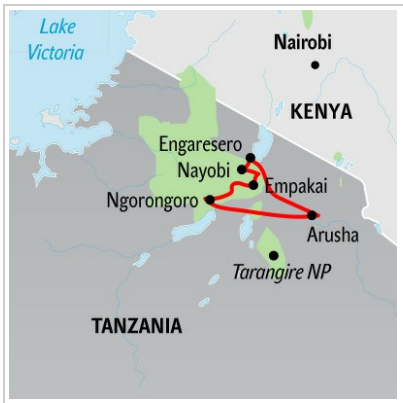 Lake
Victoria
Nairobi
KENYA
Engaresero
Nayobi
Empakai
Ngorongoro
Arusha
Tarangire NP
TANZANIA